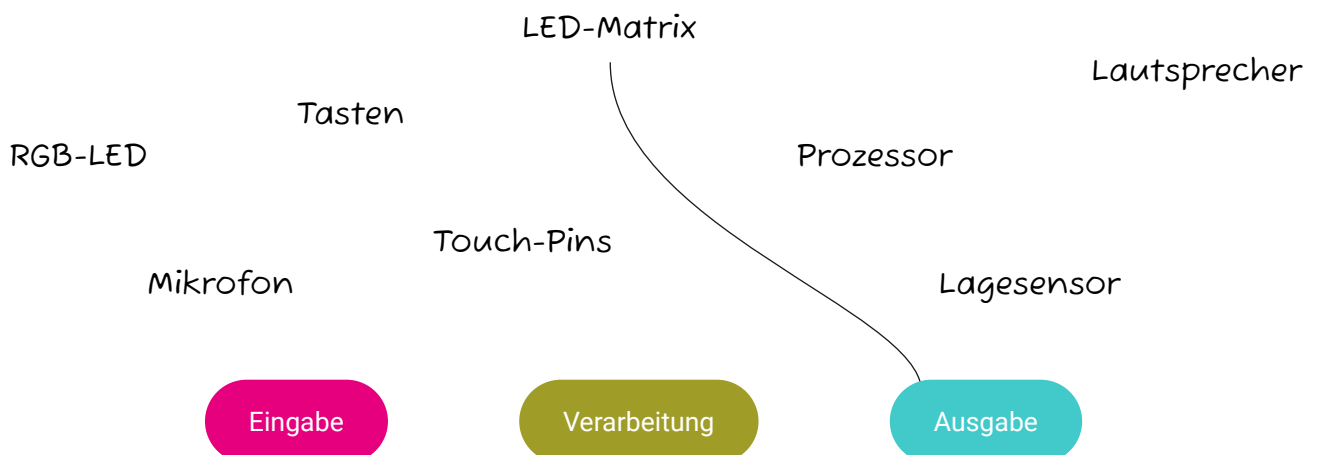 LED-Matrix
Lautsprecher
Tasten
RGB-LED
Prozessor
Touch-Pins
Mikrofon
Lagesensor
Eingabe
Verarbeitung
Ausgabe